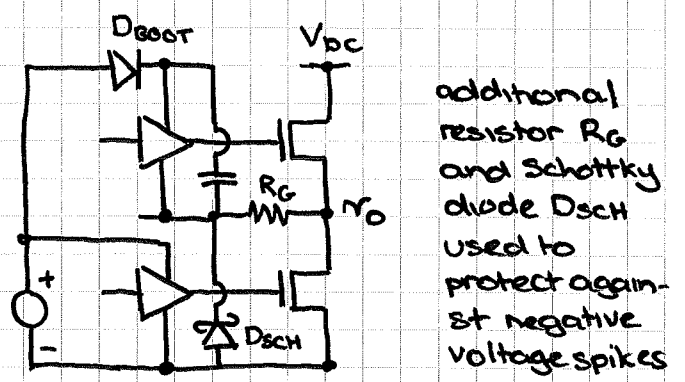 DBOOT
VDC
+
-
RG
vo
DSCH
additional
resistor RG
and Schottky
diode DSCH
used to
protect again-
st negative
voltage spikes